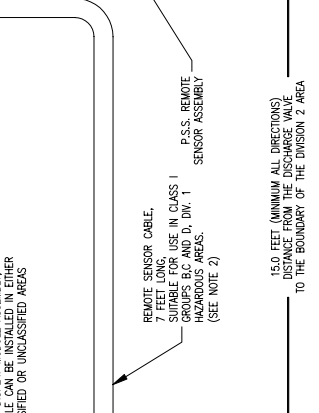 LE CAN BE INSTALLED IN EITHER
SIFIED OR UNCLASSIFIED AREAS
REMOTE SENSOR CABLE,
7 FEET LONG,
SUITABLE FOR USE IN CLASS I
GROUPS B,C AND D, DIV. 1
HAZARDOUS AREAS.
(SEE NOTE 2)
P.S.S. REMOTE
SENSOR ASSEMBLY
15.0 FEET (MINIMUM ALL DIRECTIONS)
DISTANCE FROM THE DISCHARGE VALVE
TO THE BOUNDARY OF THE DIVISION 2 AREA